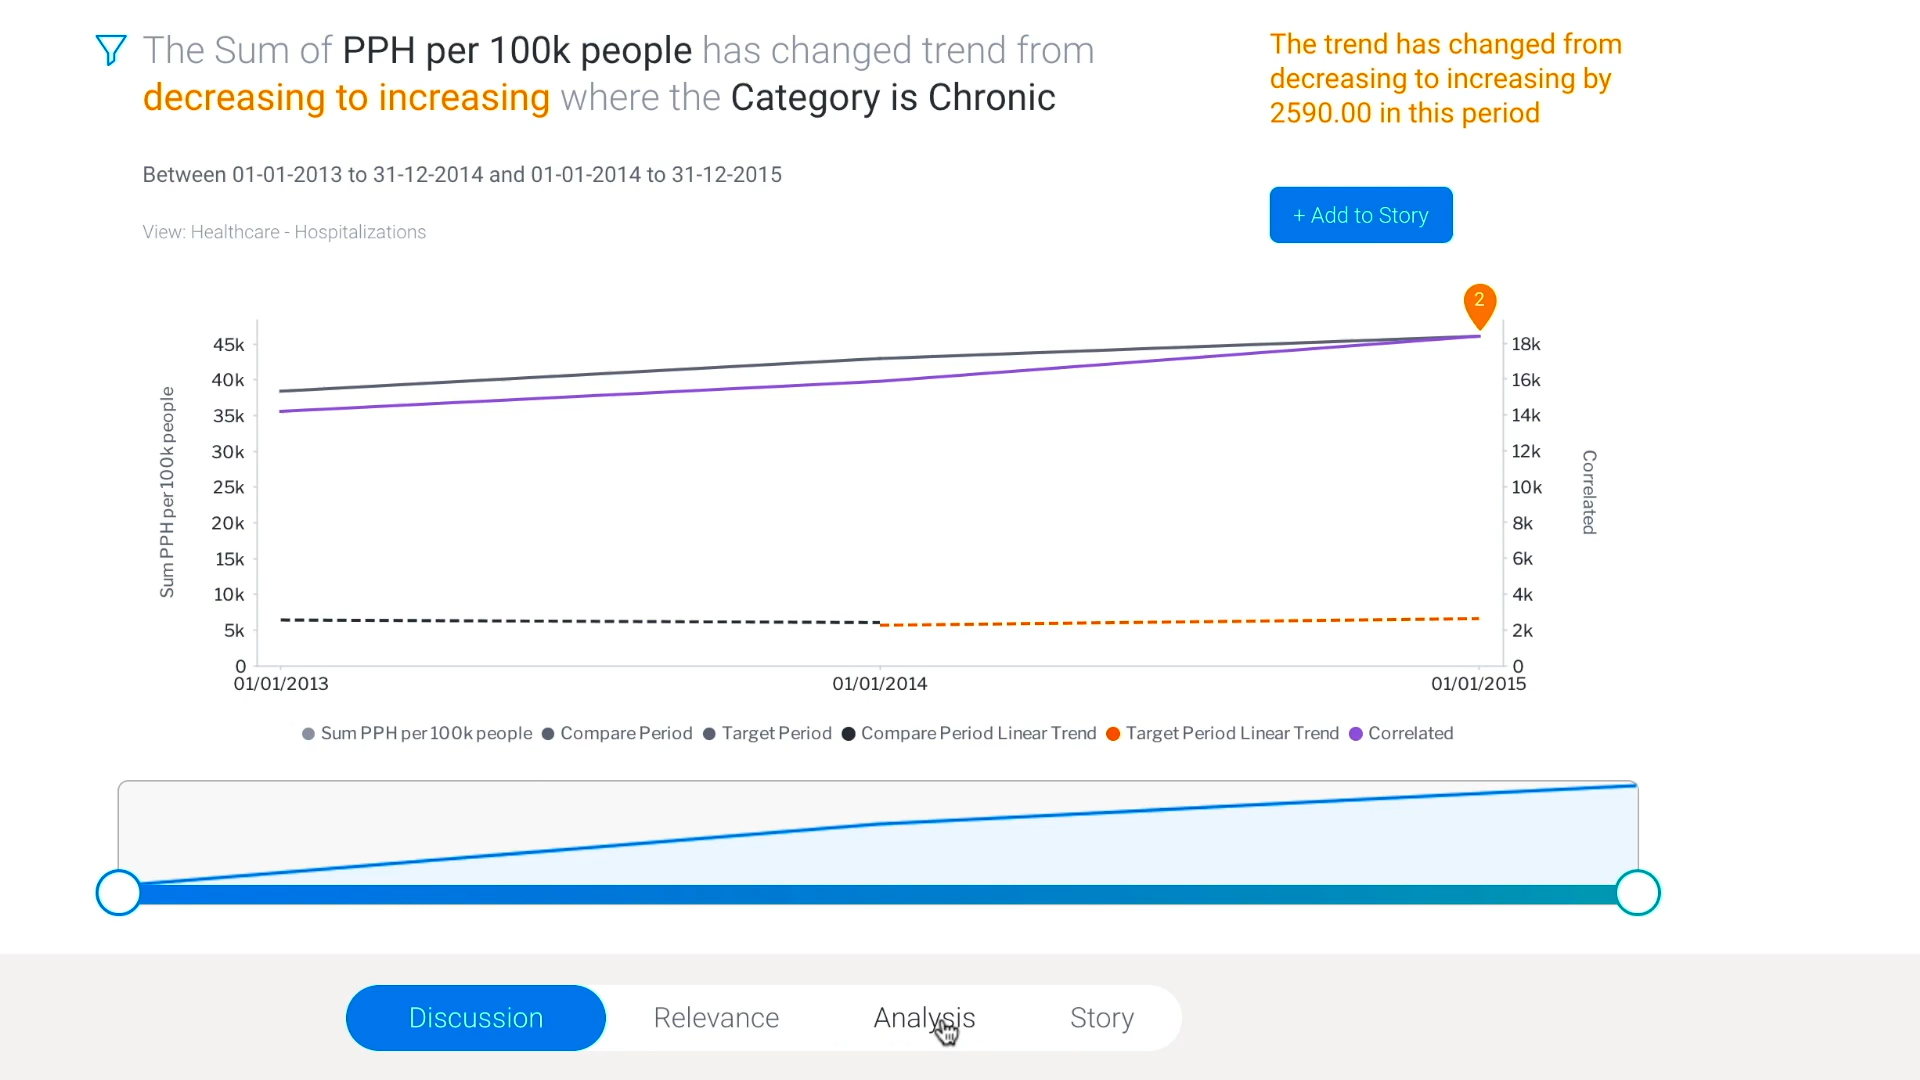 The Sum of PPH per 100k people has changed trend from
decreasing to increasing where the Category is Chronic
Between 01-01-2013 to 31-12-2014 and 01-01-2014 to 31-12-2015
View: Healthcare - Hospitalizations
The trend has changed from
decreasing to increasing by
2590.00 in this period
+ Add to Story
2
Sum PPH per 100k people
45k
40k
35k
30k
25k
20k
15k
10k
5k
0
18k
16k
14k
12k
10k
8k
6k
4k
2k
0
Correlated
01/01/2013
01/01/2014
01/01/2015
Sum PPH per 100k people Compare Period Target Period Compare Period Linear Trend Target Period Linear Trend Correlated
Discussion Relevance Analysis Story